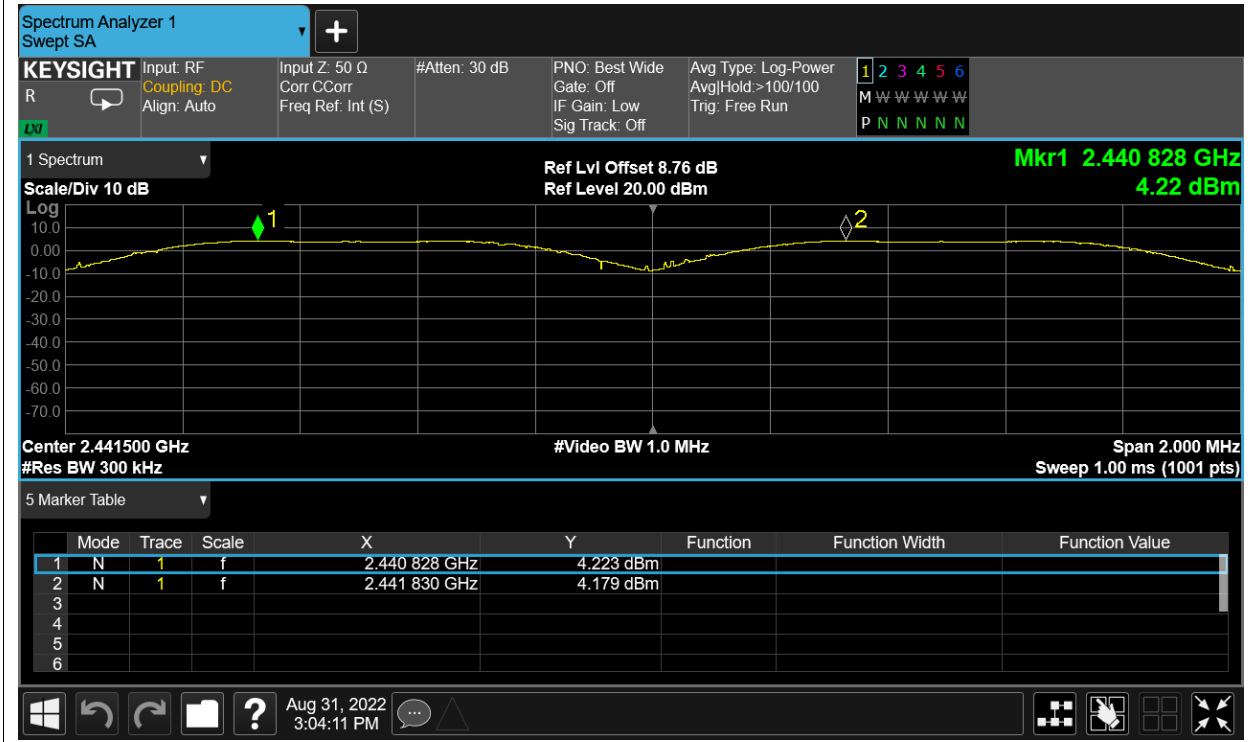 Spectrum Analyzer 1
Swept SA
+
KEYSIGHT
R
LXI
Input: RF
Coupling: DC
Align: Auto
Input Z: 50 Ω
Corr CCorr
Freq Ref: Int (S)
#Atten: 30 dB
PNO: Best Wide
Gate: Off
IF Gain: Low
Sig Track: Off
Avg Type: Log-Power
Avg|Hold:>100/100
Trig: Free Run
1 2 3 4 5 6
M W W W W W
P N N N N N
1 Spectrum
Scale/Div 10 dB
Ref Lvl Offset 8.76 dB
Ref Level 20.00 dBm
Mkr1 2.440 828 GHz
4.22 dBm
Log
10.0
0.00
-10.0
-20.0
-30.0
-40.0
-50.0
-60.0
-70.0
1
2
Center 2.441500 GHz
#Res BW 300 kHz
#Video BW 1.0 MHz
Span 2.000 MHz
Sweep 1.00 ms (1001 pts)
5 Marker Table
Mode Trace Scale X Y Function Function Width Function Value
1 N 1 f 2.440 828 GHz 4.223 dBm
2 N 1 f 2.441 830 GHz 4.179 dBm
3
4
5
6
?
Aug 31, 2022
3:04:11 PM